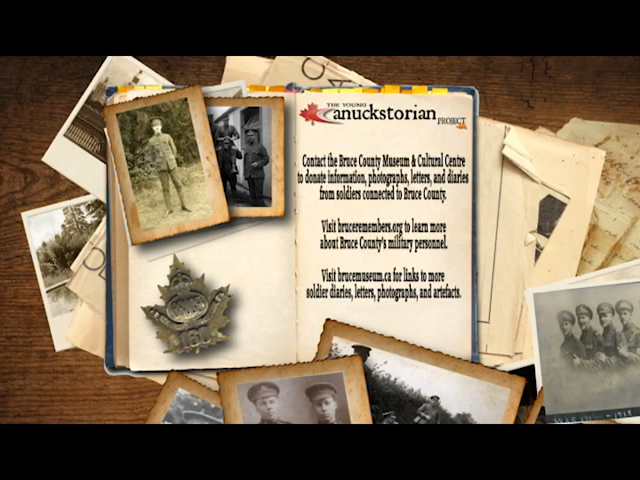 THE YOUNG
Canuckstorian
PROJECT
Contact the Bruce County Museum & Cultural Centre
to donate information, photographs, letters, and diaries
from soldiers connected to Bruce County.
Visit bruceremembers.org to learn more
about Bruce County's military personnel.
Visit brucemuseum.ca for links to more
soldier diaries, letters, photographs, and artefacts.
160